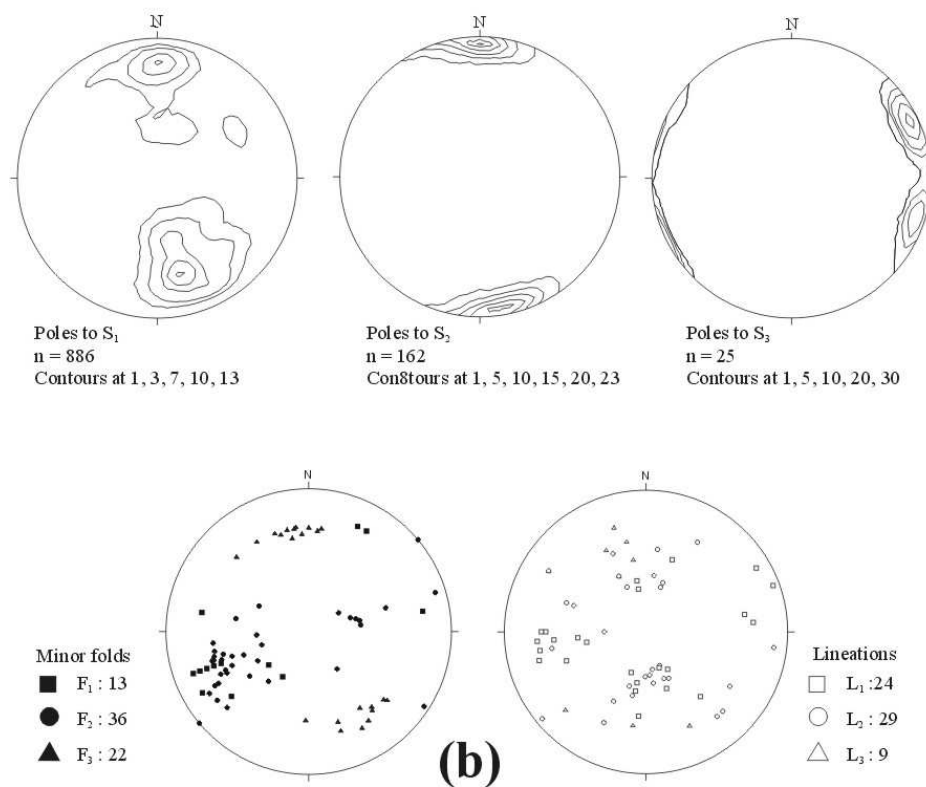 N
N
N
Poles to S₁
n = 886
Contours at 1, 3, 7, 10, 13
Poles to S₂
n = 162
Con8tours at 1, 5, 10, 15, 20, 23
Poles to S₃
n = 25
Contours at 1, 5, 10, 20, 30
N
N
Minor folds
F₁ : 13
F₂ : 36
F₃ : 22
(b)
Lineations
L₁ :24
L₂ : 29
L₃ : 9